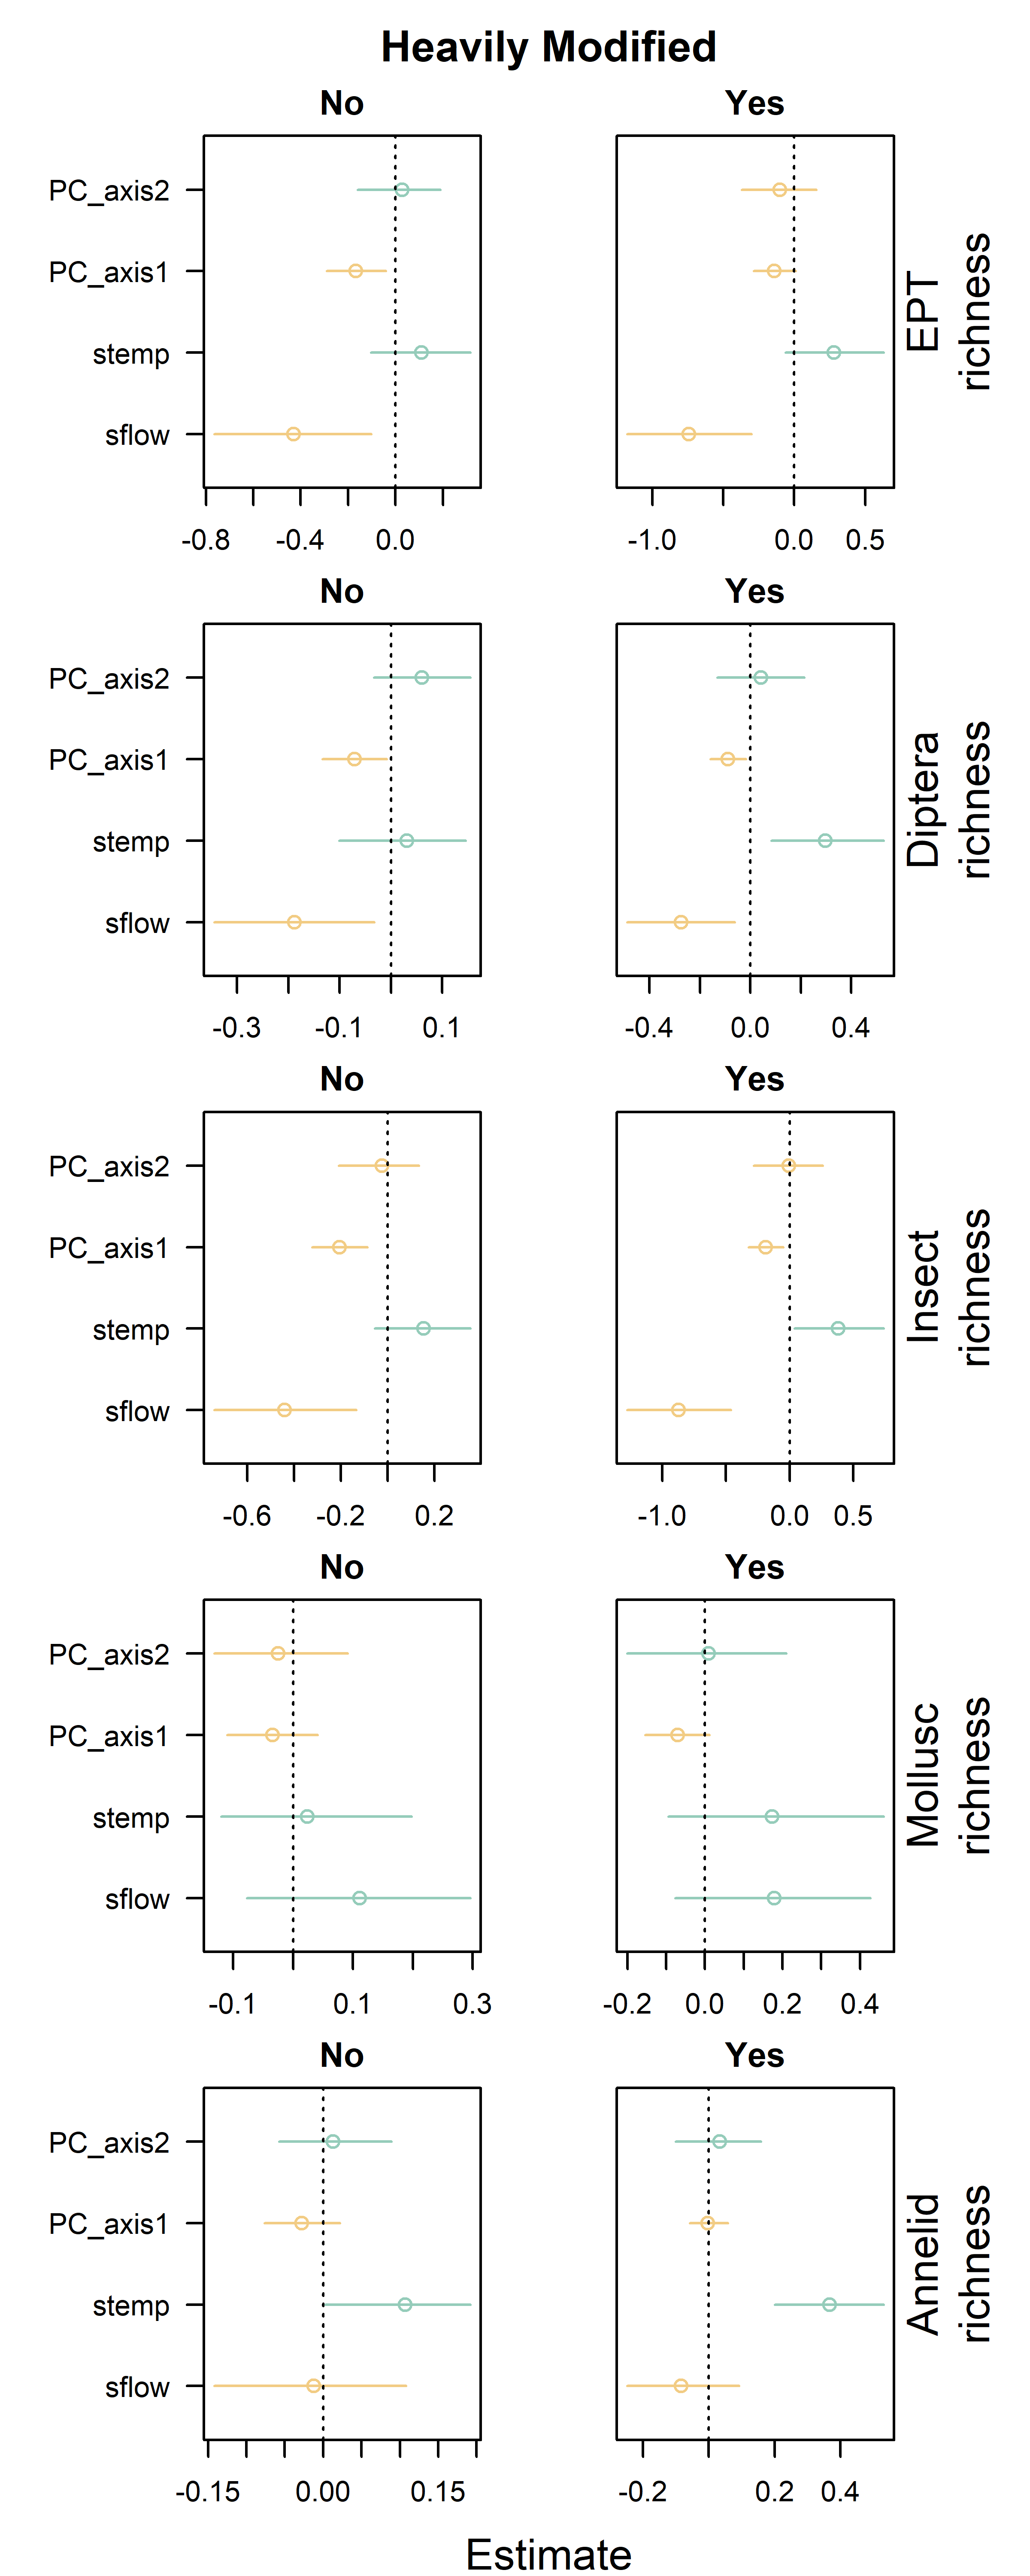 Heavily Modified
No Yes
PC_axis2
PC_axis1
stemp
sflow
-0.8 -0.4 0.0
-1.0 0.0 0.5
EPT
richness
No Yes
PC_axis2
PC_axis1
stemp
sflow
-0.3 -0.1 0.1
-0.4 0.0 0.4
Diptera
richness
No Yes
PC_axis2
PC_axis1
stemp
sflow
-0.6 -0.2 0.2
-1.0 0.0 0.5
Insect
richness
No Yes
PC_axis2
PC_axis1
stemp
sflow
-0.1 0.1 0.3
-0.2 0.0 0.2 0.4
Mollusc
richness
No Yes
PC_axis2
PC_axis1
stemp
sflow
-0.15 0.00 0.15
-0.2 0.2 0.4
Annelid
richness
Estimate